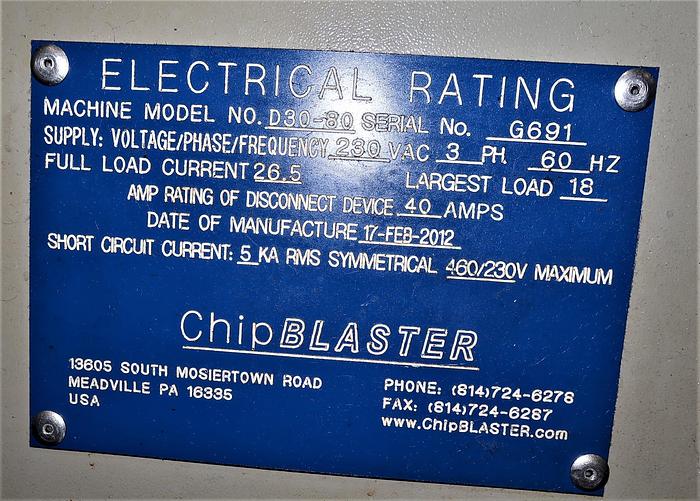 ELECTRICAL RATING
MACHINE MODEL NO. D30-80 SERIAL No. G691
SUPPLY: VOLTAGE/PHASE/FREQUENCY 230 VAC 3 PH. 60 HZ
FULL LOAD CURRENT 26.5 LARGEST LOAD 18
AMP RATING OF DISCONNECT DEVICE 40 AMPS
DATE OF MANUFACTURE 17-FEB-2012
SHORT CIRCUIT CURRENT: 5 KA RMS SYMMETRICAL 460/230V MAXIMUM
ChipBLASTER
13605 SOUTH MOSIERTOWN ROAD
MEADVILLE PA 16335
USA
PHONE: (814)724-6278
FAX: (814)724-6287
www.ChipBLASTER.com